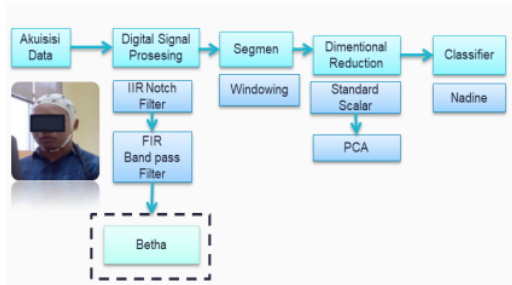 Akuisisi
Data
Digital Signal
Prosesing
Segmen
Dimentional
Reduction
Classifier
IIR Notch
Filter
Windowing
Standard
Scalar
Nadine
FIR
Band pass
Filter
PCA
Betha